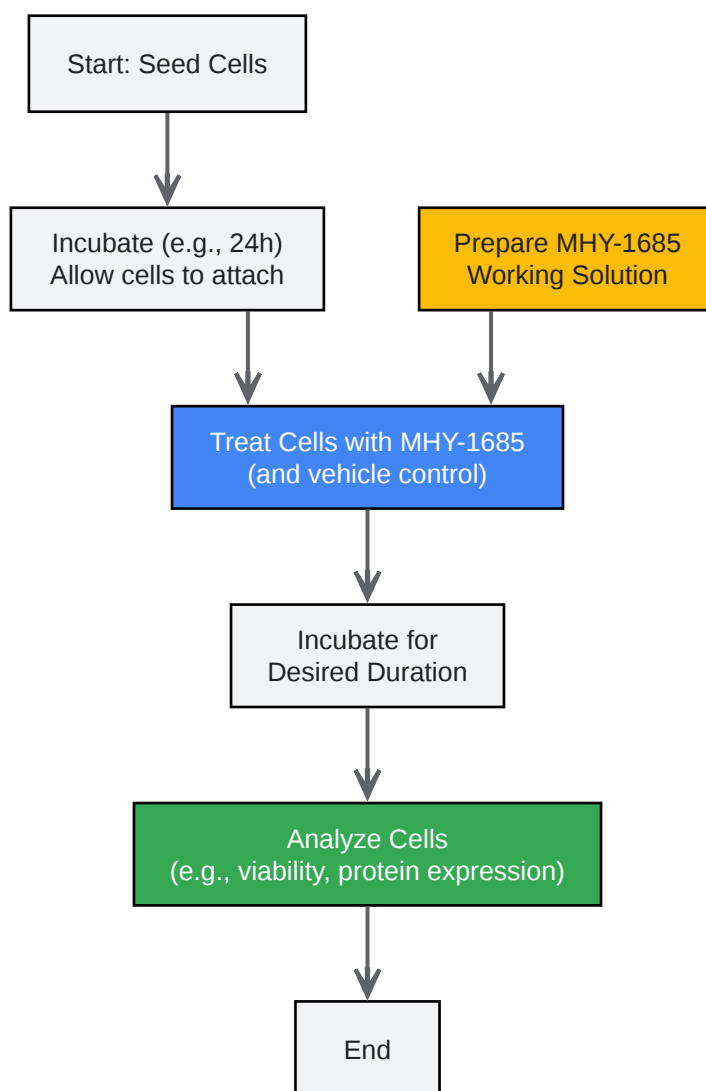 Start: Seed Cells
Incubate (e.g., 24h)
Allow cells to attach
Prepare MHY-1685
Working Solution
Treat Cells with MHY-1685
(and vehicle control)
Incubate for
Desired Duration
Analyze Cells
(e.g., viability, protein expression)
End